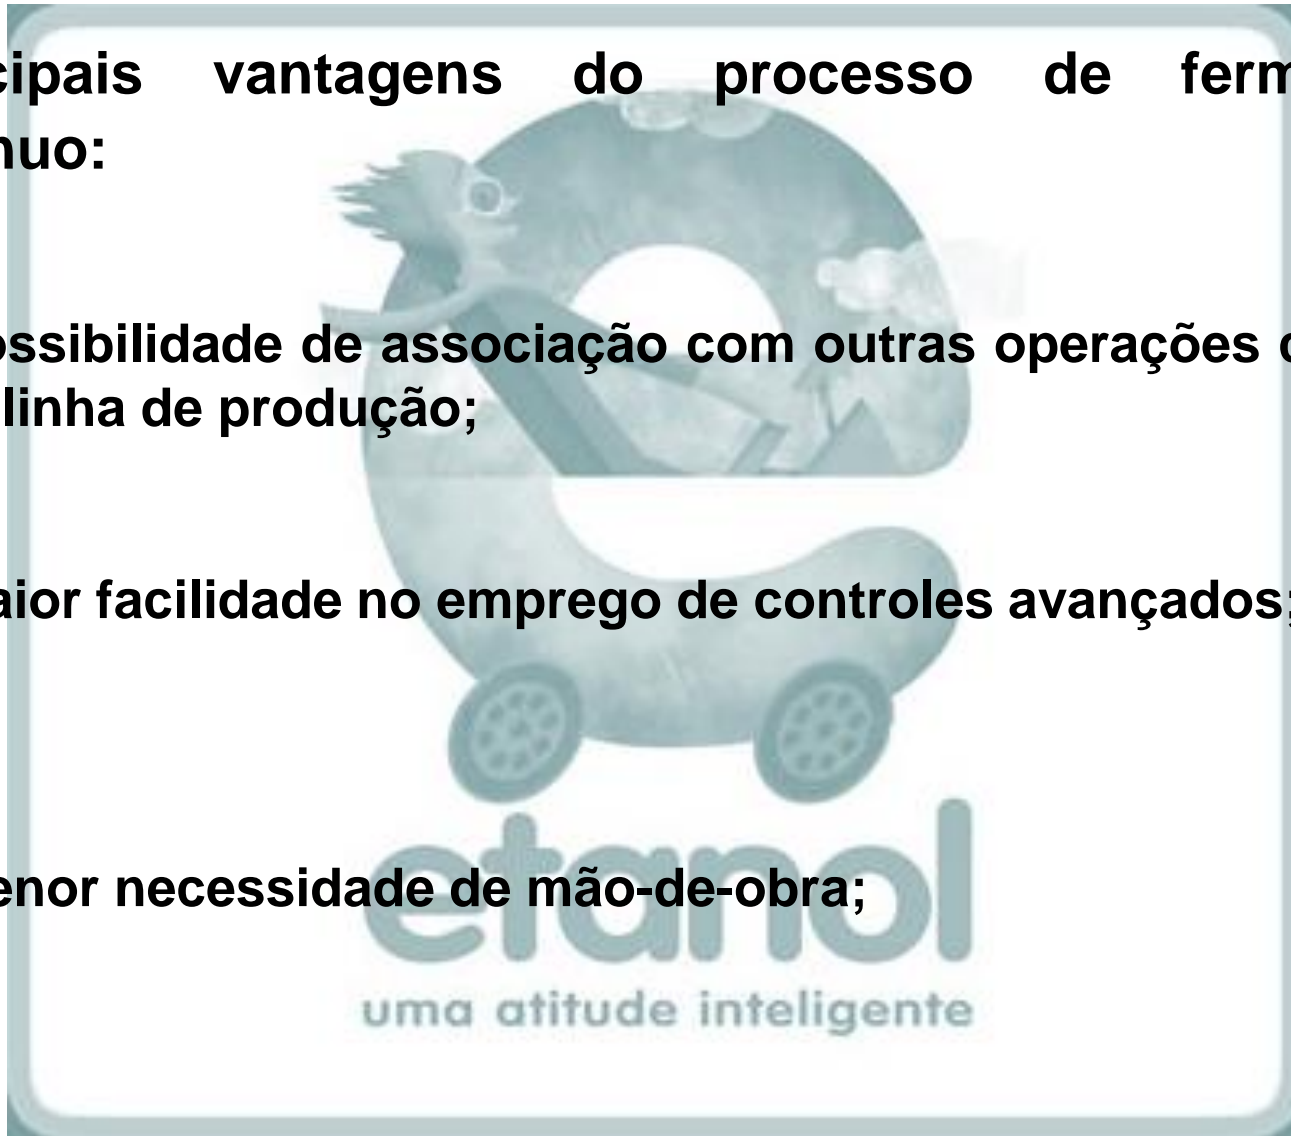 cipais vantagens do processo de ferm
nuo:
ossibilidade de associação com outras operações
linha de produção;
aior facilidade no emprego de controles avançados;
enor necessidade de mão-de-obra;
etanol
uma atitude inteligente